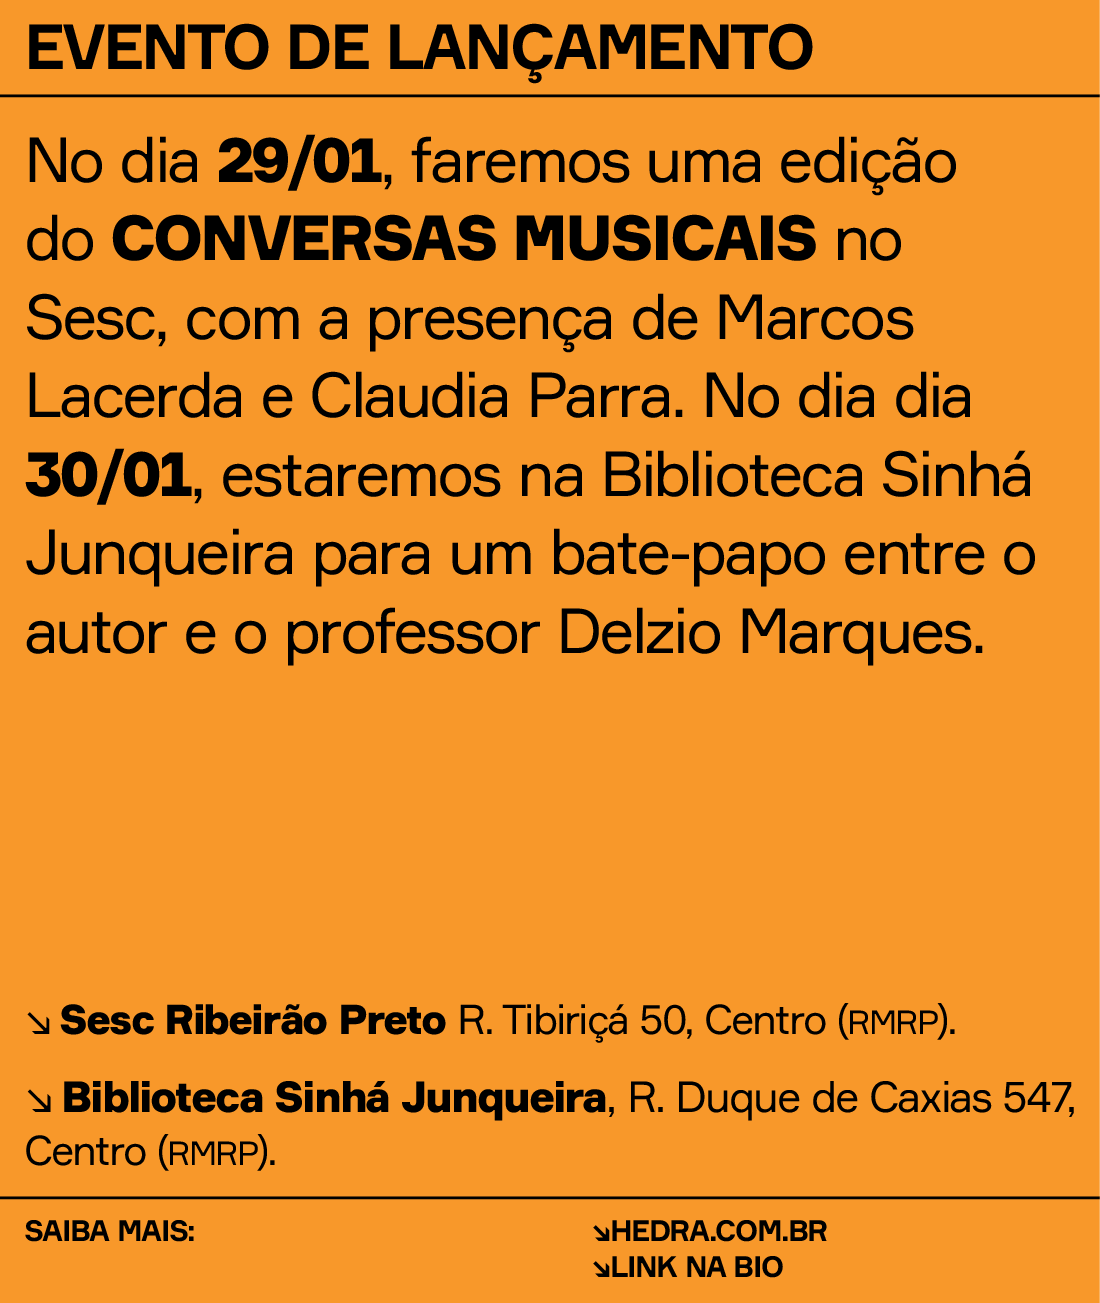 EVENTO DE LANÇAMENTO
No dia 29/01, faremos uma edição
do CONVERSAS MUSICAIS no
Sesc, com a presença de Marcos
Lacerda e Claudia Parra. No dia dia
30/01, estaremos na Biblioteca Sinhá
Junqueira para um bate-papo entre o
autor e o professor Delzio Marques.
↘ Sesc Ribeirão Preto R. Tibiriçá 50, Centro (RMRP).
↘ Biblioteca Sinhá Junqueira, R. Duque de Caxias 547,
Centro (RMRP).
SAIBA MAIS:
↘HEDRA.COM.BR
↘LINK NA BIO